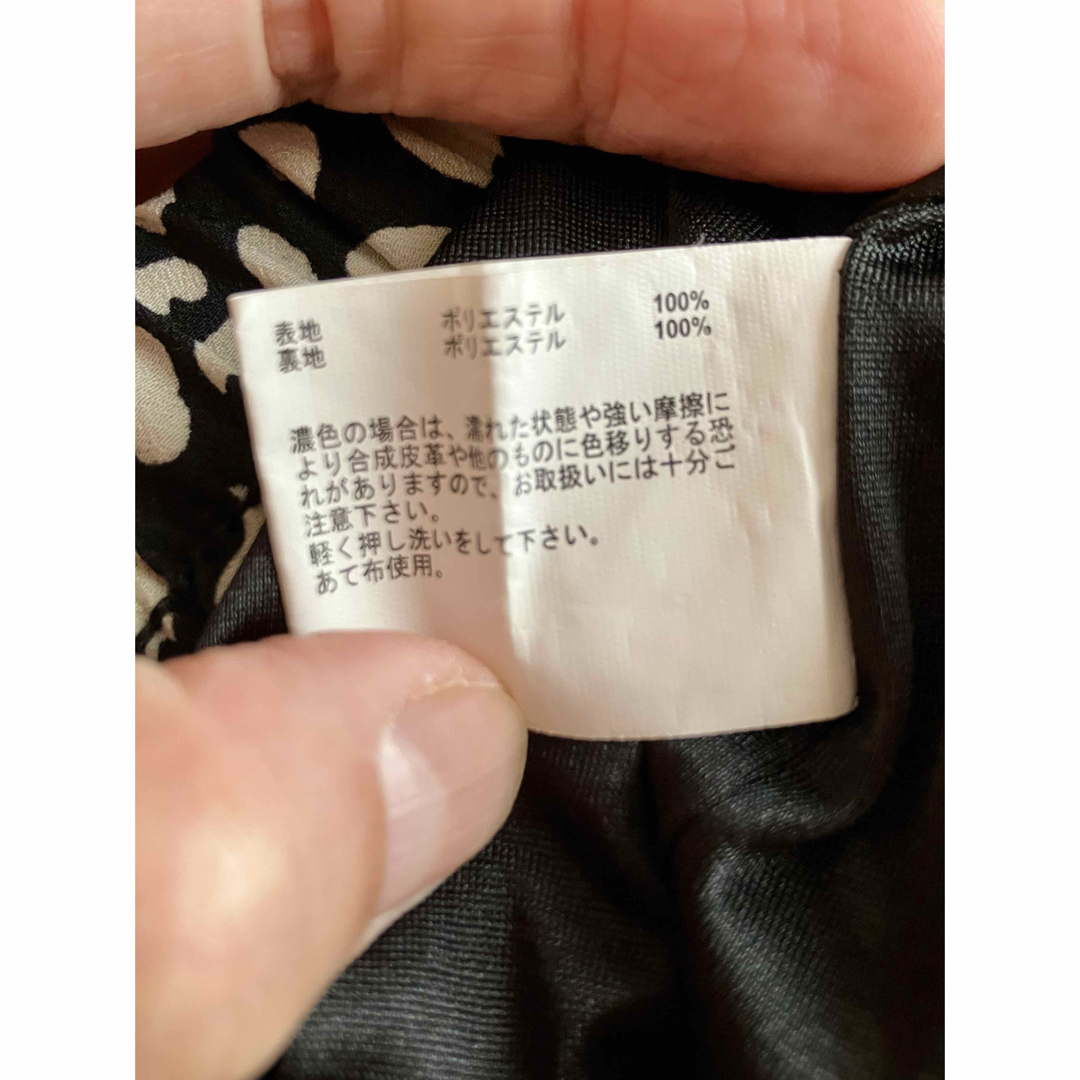 表地 ポリエステル 100%
裏地 ポリエステル 100%
濃色の場合は、濡れた状態や強い摩擦に
より合成皮革や他のものに色移りする恐
れがありますので、お取扱いには十分ご
注意下さい。
軽く押し洗いをして下さい。
あて布使用。